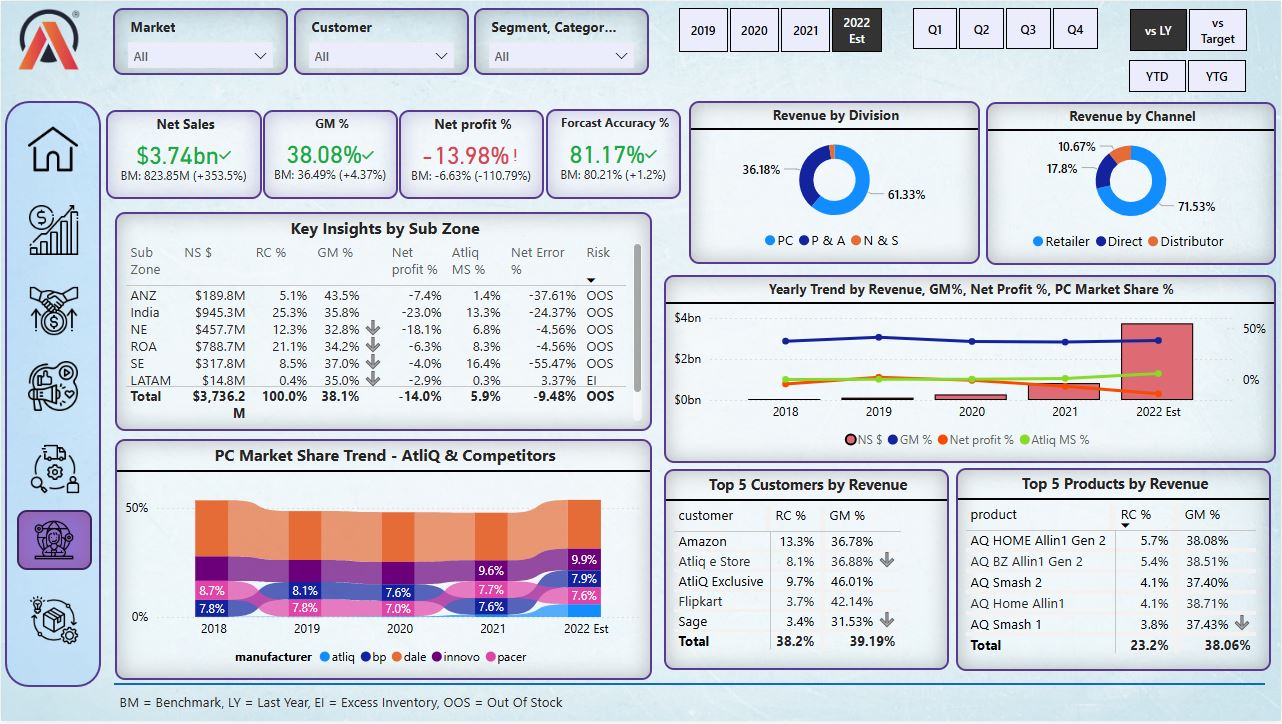 Market
All
Customer
All
Segment, Categor...
All
2019
2020
2021
2022 Est
Q1
Q2
Q3
Q4
vs LY
vs Target
YTD
YTG
Net Sales
$3.74bn✓
BM: 823.85M (+353.5%)
GM %
38.08%✓
BM: 36.49% (+4.37%)
Net profit %
-13.98%!
BM: -6.63% (-110.79%)
Forcast Accuracy %
81.17%✓
BM: 80.21% (+1.2%)
Revenue by Division
36.18%
61.33%
PC P & A N & S
Revenue by Channel
10.67%
17.8%
71.53%
Retailer Direct Distributor
Key Insights by Sub Zone
Sub Zone NS $ RC % GM % Net profit % Atliq MS % Net Error % Risk
ANZ $189.8M 5.1% 43.5% -7.4% 1.4% -37.61% OOS
India $945.3M 25.3% 35.8% -23.0% 13.3% -24.37% OOS
NE $457.7M 12.3% 32.8% -18.1% 6.8% -4.56% OOS
ROA $788.7M 21.1% 34.2% -6.3% 8.3% -4.56% OOS
SE $317.8M 8.5% 37.0% -4.0% 16.4% -55.47% OOS
LATAM $14.8M 0.4% 35.0% -2.9% 0.3% 3.37% EI
Total $3,736.2M 100.0% 38.1% -14.0% 5.9% -9.48% OOS
Yearly Trend by Revenue, GM%, Net Profit %, PC Market Share %
$4bn
$2bn
$0bn
50%
0%
2018 2019 2020 2021 2022 Est
NS $ GM % Net profit % Atliq MS %
PC Market Share Trend - AtliQ & Competitors
50%
0%
8.7%
7.8%
8.1%
7.8%
7.6%
7.0%
9.6%
7.7%
7.6%
9.9%
7.9%
7.6%
2018 2019 2020 2021 2022 Est
manufacturer atliq bp dale innovo pacer
Top 5 Customers by Revenue
customer RC % GM %
Amazon 13.3% 36.78%
Atliq e Store 8.1% 36.88%
AtliQ Exclusive 9.7% 46.01%
Flipkart 3.7% 42.14%
Sage 3.4% 31.53%
Total 38.2% 39.19%
Top 5 Products by Revenue
product RC % GM %
AQ HOME Allin1 Gen 2 5.7% 38.08%
AQ BZ Allin1 Gen 2 5.4% 38.51%
AQ Smash 2 4.1% 37.40%
AQ Home Allin1 4.1% 38.71%
AQ Smash 1 3.8% 37.43%
Total 23.2% 38.06%
BM = Benchmark, LY = Last Year, EI = Excess Inventory, OOS = Out Of Stock